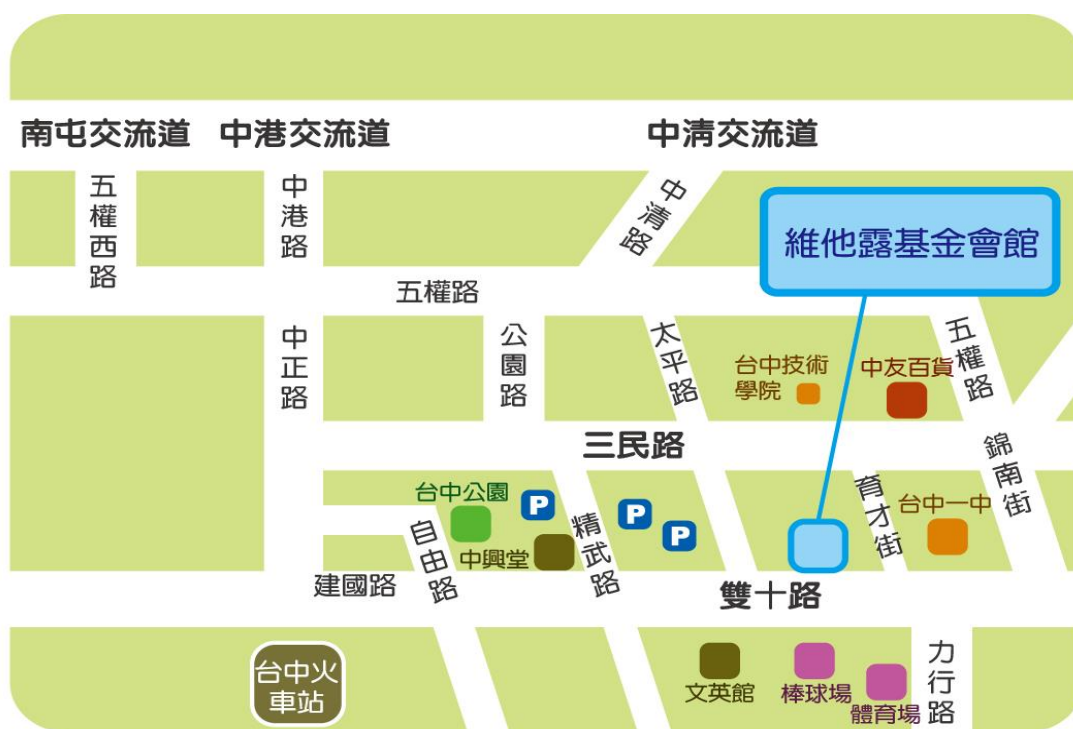 南屯交流道
中港交流道
中清交流道
五權西路
中港路
中清路
維他露基金會館
五權路
中正路
公園路
太平路
台中技術
學院
中友百貨
五權路
三民路
錦南街
台中公園
P
P
P
自由路
中興堂
精武路
育才街
台中一中
建國路
雙十路
台中火
車站
文英館
棒球場
體育場
力行路